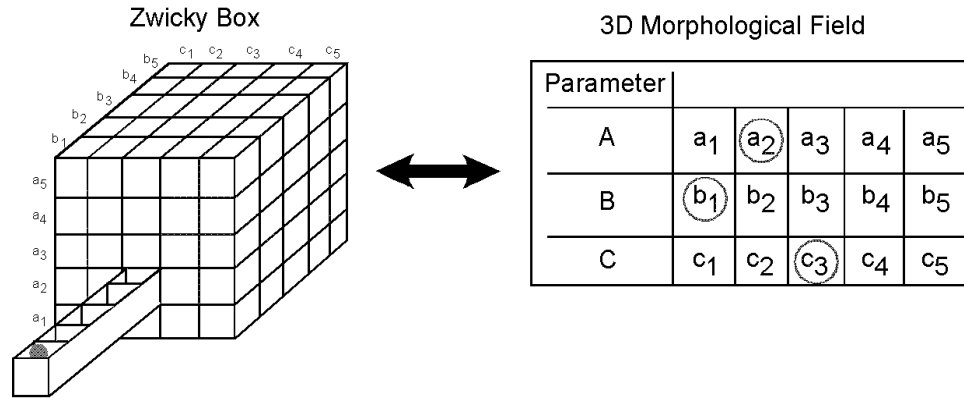 Zwicky Box
c1 c2 c3 c4 c5
b5
b4
b3
b2
b1
a5
a4
a3
a2
a1
3D Morphological Field
Parameter
A a1 a2 a3 a4 a5
B b1 b2 b3 b4 b5
C c1 c2 c3 c4 c5